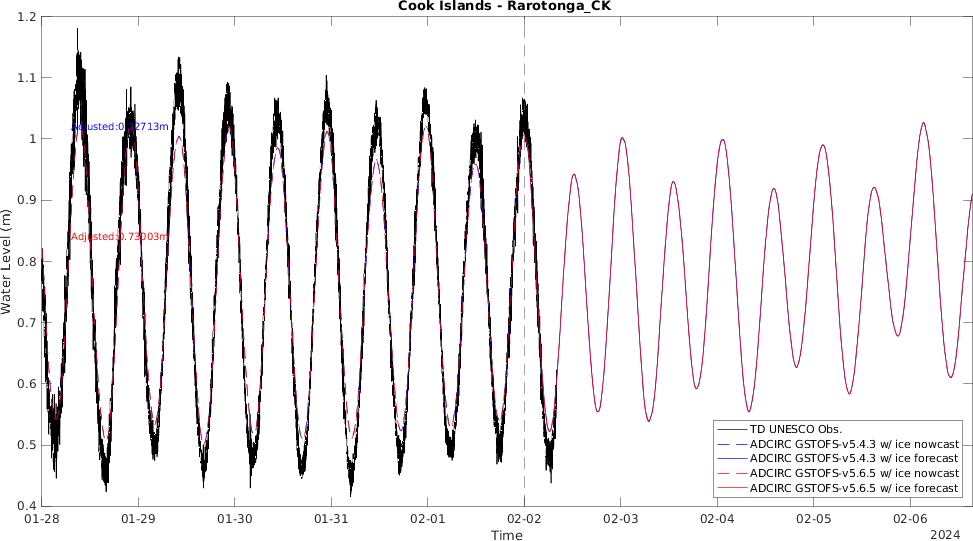 Cook Islands - Rarotonga_CK
1.2
1.1
1
0.9
0.8
0.7
0.6
0.5
0.4
Water Level (m)
Adjusted:0.72713m
Adjusted:0.73003m
TD UNESCO Obs.
ADCIRC GSTOFS-v5.4.3 w/ ice nowcast
ADCIRC GSTOFS-v5.4.3 w/ ice forecast
ADCIRC GSTOFS-v5.6.5 w/ ice nowcast
ADCIRC GSTOFS-v5.6.5 w/ ice forecast
01-28 01-29 01-30 01-31 02-01 02-02 02-03 02-04 02-05 02-06
Time
2024